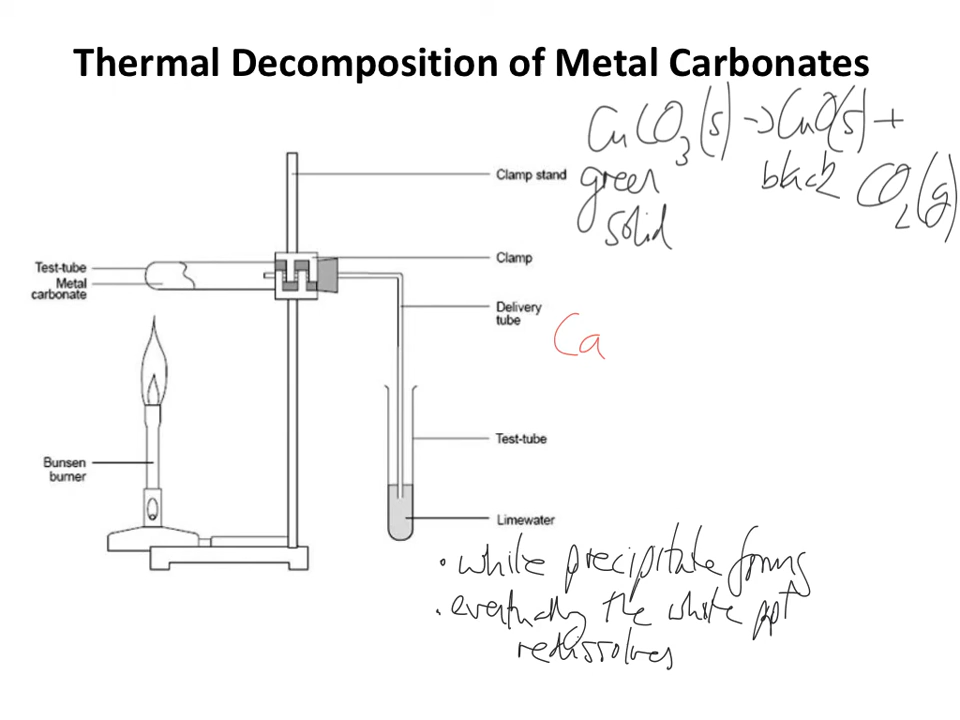 Thermal Decomposition of Metal Carbonates
CuCO₃(s) → CuO(s) +
green
solid
black
CO₂(g)
Clamp stand
Clamp
Test-tube
Metal
carbonate
Delivery
tube
Ca
Test-tube
Bunsen
burner
Limewater
• white precipitate forms
• eventually the white ppt
redissolves